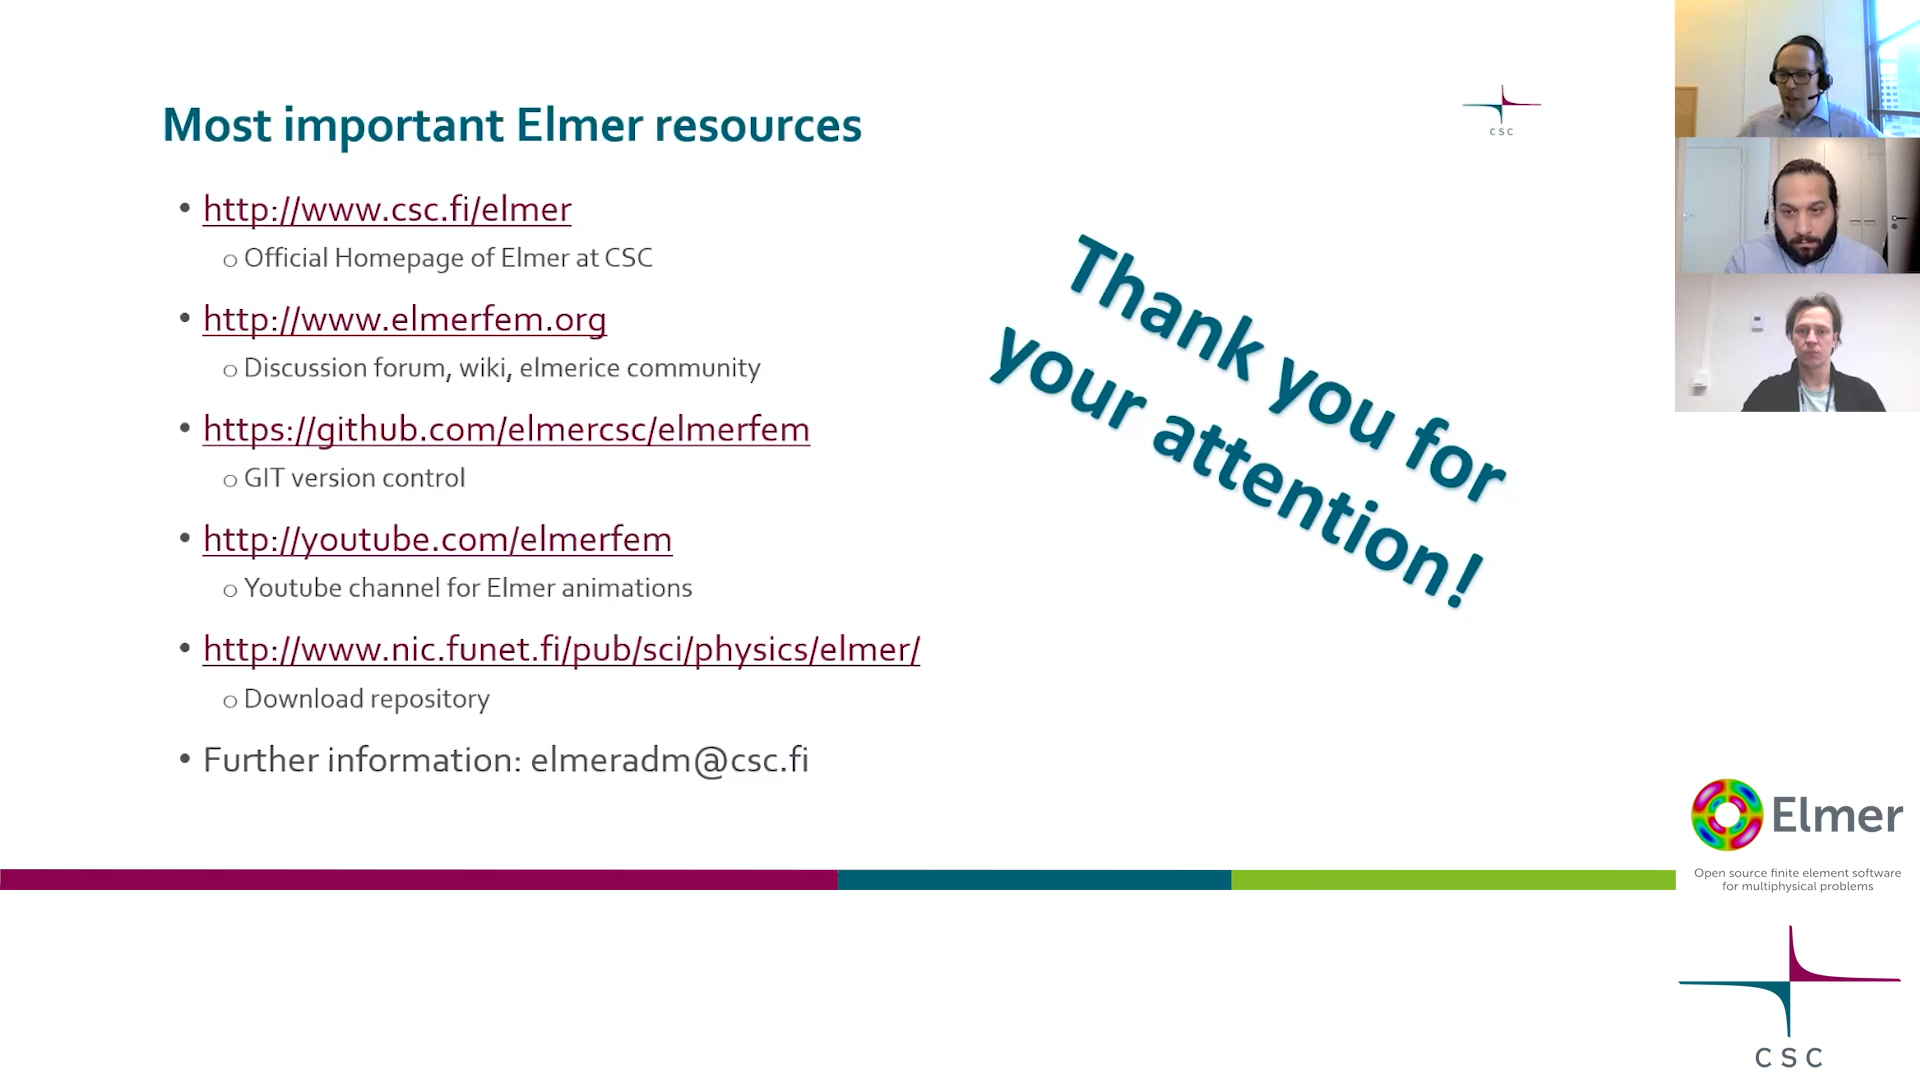 Most important Elmer resources
CSC
• http://www.csc.fi/elmer
o Official Homepage of Elmer at CSC
• http://www.elmerfem.org
o Discussion forum, wiki, elmerice community
• https://github.com/elmercsc/elmerfem
o GIT version control
• http://youtube.com/elmerfem
o Youtube channel for Elmer animations
• http://www.nic.funet.fi/pub/sci/physics/elmer/
o Download repository
• Further information: elmeradm@csc.fi
Thank you for
your attention!
Elmer
Open source finite element software
for multiphysical problems
CSC